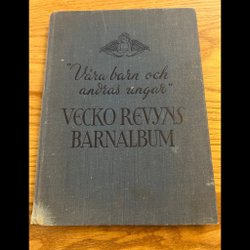 "Våra barn och
andras ungar"
VECKO REVYNS
BARNALBUM